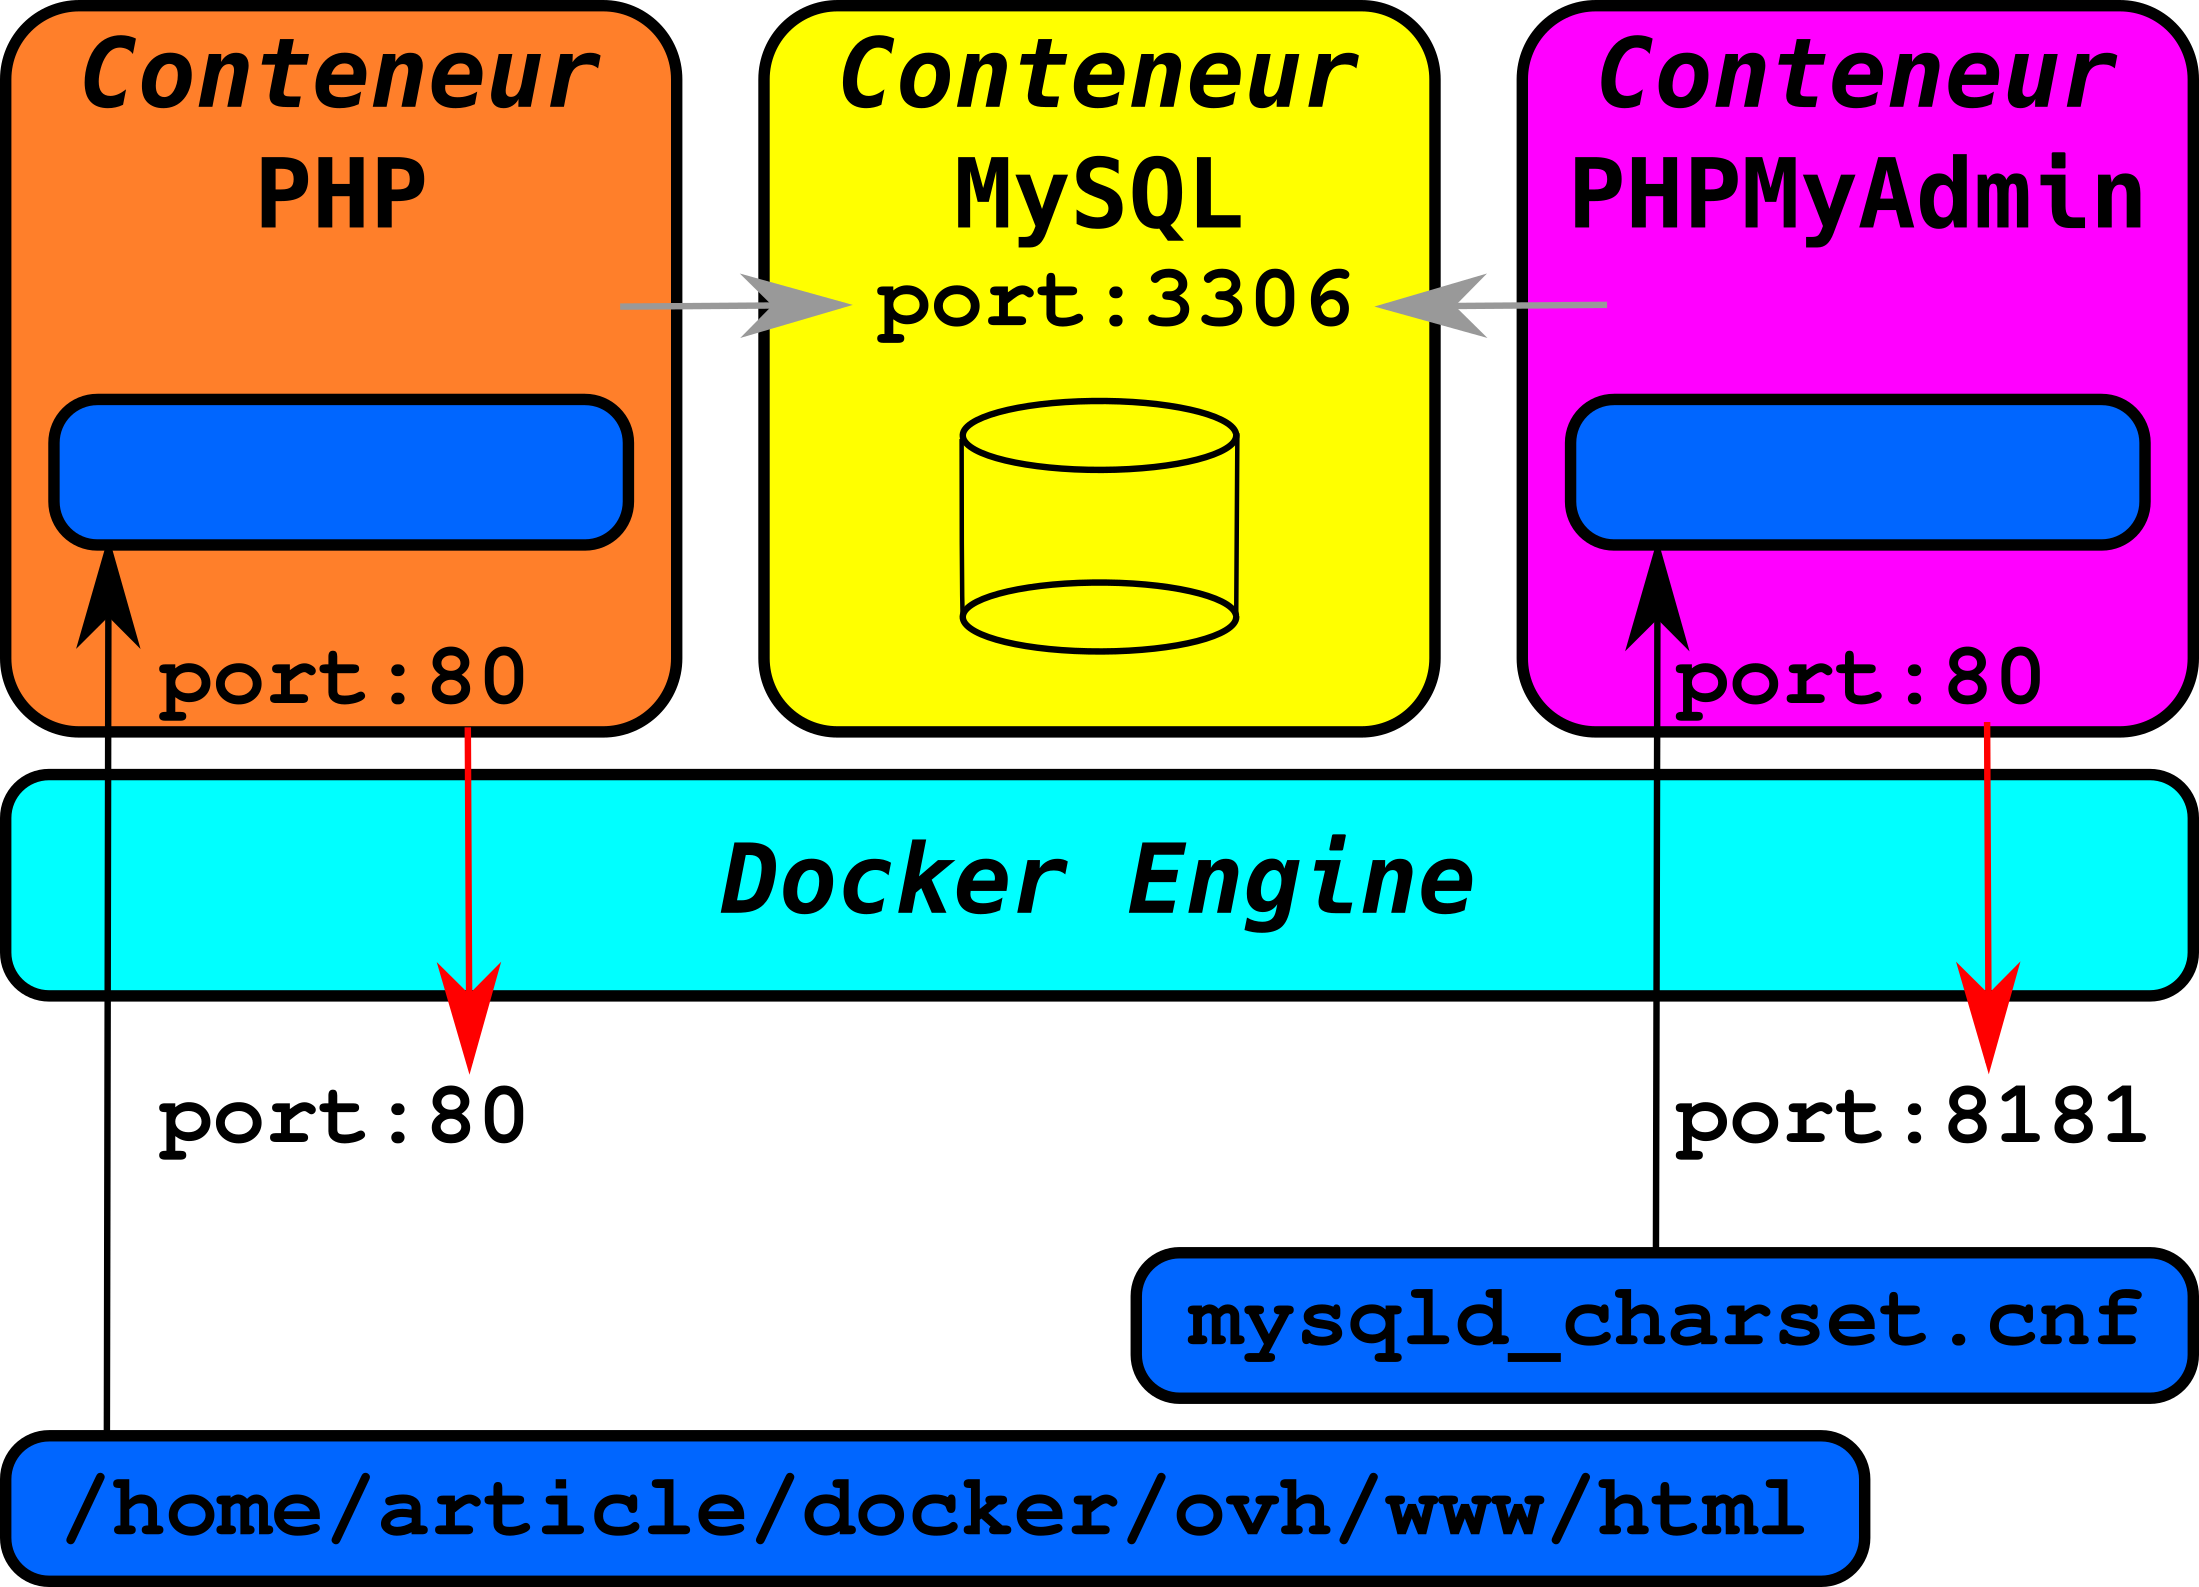 Conteneur
PHP
port:80
Conteneur
MySQL
port:3306
Conteneur
PHPMyAdmin
port:80
Docker Engine
port:80
port:8181
mysqld_charset.cnf
/home/article/docker/ovh/www/html